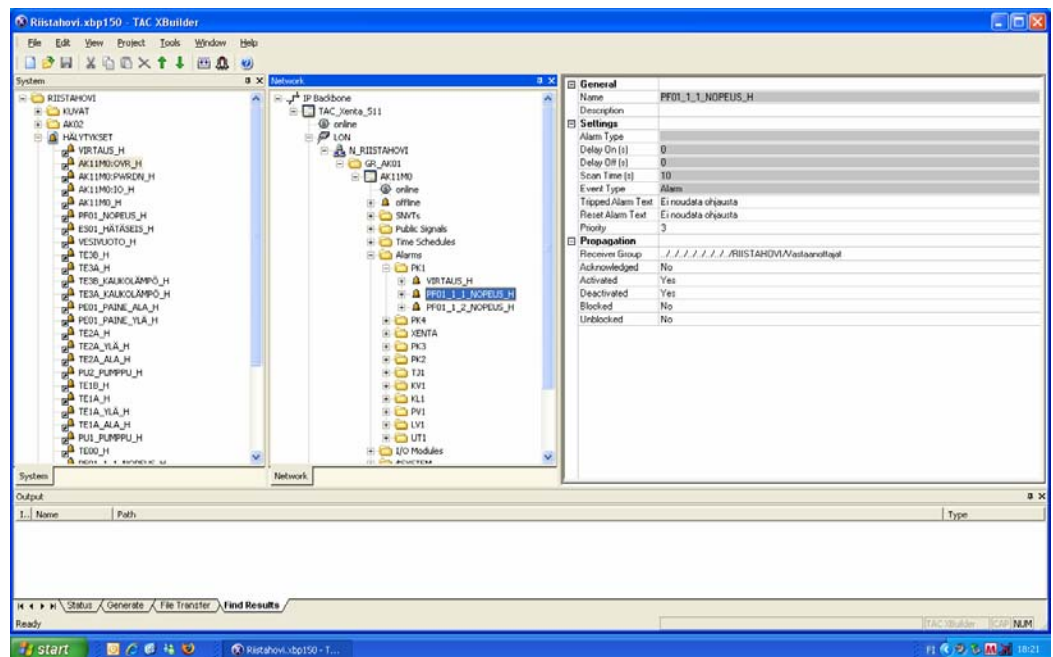 Riistahovi.xbp150 - TAC XBuilder
File Edit View Project Tools Window Help
System
RIISTAHOVI
KUVAT
AK02
HÄLYTYKSET
VIRTAUS_H
AK11M0:OVR_H
AK11M0:PWRDN_H
AK11M0:IO_H
AK11M0_H
PF01_NOPEUS_H
ES01_HÄTÄSEIS_H
VESIVUOTO_H
TE3B_H
TE3A_H
TE3B_KAUKOLÄMPÖ_H
TE3A_KAUKOLÄMPÖ_H
PE01_PAINE_ALA_H
PE01_PAINE_YLÄ_H
TE2A_H
TE2A_YLÄ_H
TE2A_ALA_H
PU2_PUMPPU_H
TE1B_H
TE1A_H
TE1A_YLÄ_H
TE1A_ALA_H
PU1_PUMPPU_H
TE00_H
PF01_1_1_NOPEUS_H
System
Network
IP Backbone
TAC_Xenta_511
online
LON
N_RIISTAHOVI
GR_AK01
AK11M0
online
offline
SNVTs
Public Signals
Time Schedules
Alarms
PK1
VIRTAUS_H
PF01_1_1_NOPEUS_H
PF01_1_2_NOPEUS_H
PK4
XENTA
PK3
PK2
TJ1
KV1
KL1
PV1
LV1
UT1
I/O Modules
Network
General
Name PF01_1_1_NOPEUS_H
Description
Settings
Alarm Type
Delay On (s) 0
Delay Off (s) 0
Scan Time (s) 10
Event Type Alarm
Tripped Alarm Text Ei noudata ohjausta
Reset Alarm Text Ei noudata ohjausta
Priority 3
Propagation
Receiver Group ../../../../../../../../RIISTAHOVI/Vastaanottajat
Acknowledged No
Activated Yes
Deactivated Yes
Blocked No
Unblocked No
Output
I.. Name Path Type
Status Generate File Transfer Find Results
Ready TAC XBuilder CAP NUM
start Riistahovi.xbp150 - T... FI 18:21